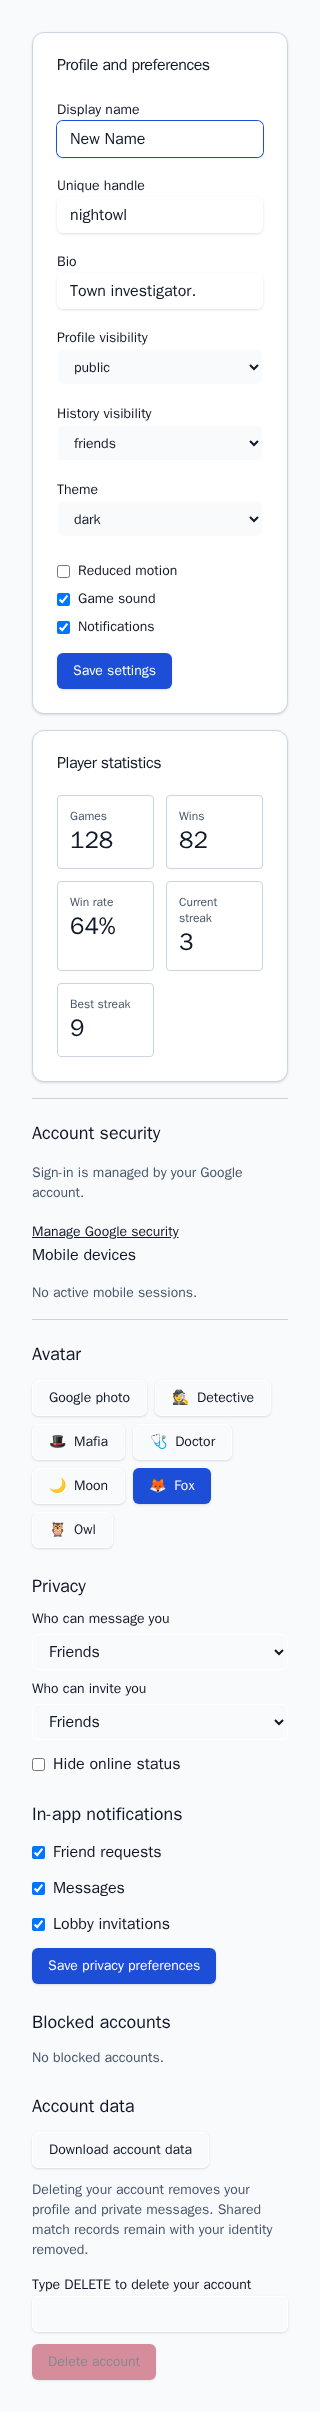 Profile and preferences
Display name
New Name
Unique handle
nightowl
Bio
Town investigator.
Profile visibility
public
History visibility
friends
Theme
dark
Reduced motion
Game sound
Notifications
Save settings
Player statistics
Games
128
Wins
82
Win rate
64%
Current
streak
3
Best streak
9
Account security
Sign-in is managed by your Google
account.
Manage Google security
Mobile devices
No active mobile sessions.
Avatar
Google photo
Detective
Mafia
Doctor
Moon
Fox
Owl
Privacy
Who can message you
Friends
Who can invite you
Friends
Hide online status
In-app notifications
Friend requests
Messages
Lobby invitations
Save privacy preferences
Blocked accounts
No blocked accounts.
Account data
Download account data
Deleting your account removes your
profile and private messages. Shared
match records remain with your identity
removed.
Type DELETE to delete your account
Delete account